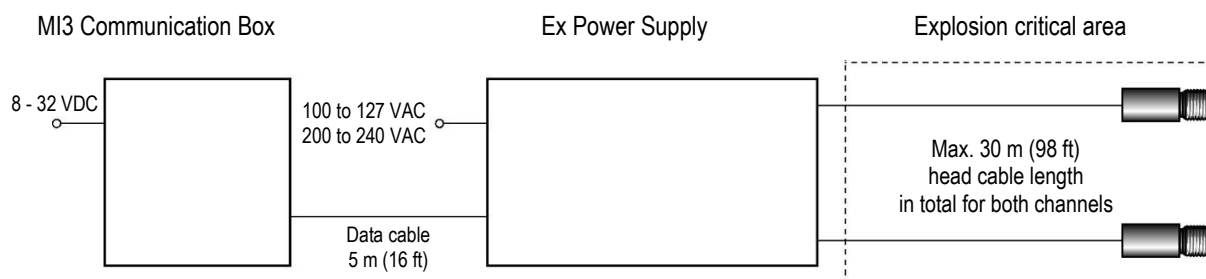 MI3 Communication Box
Ex Power Supply
Explosion critical area
8 - 32 VDC
100 to 127 VAC
200 to 240 VAC
Max. 30 m (98 ft)
head cable length
in total for both channels
Data cable
5 m (16 ft)